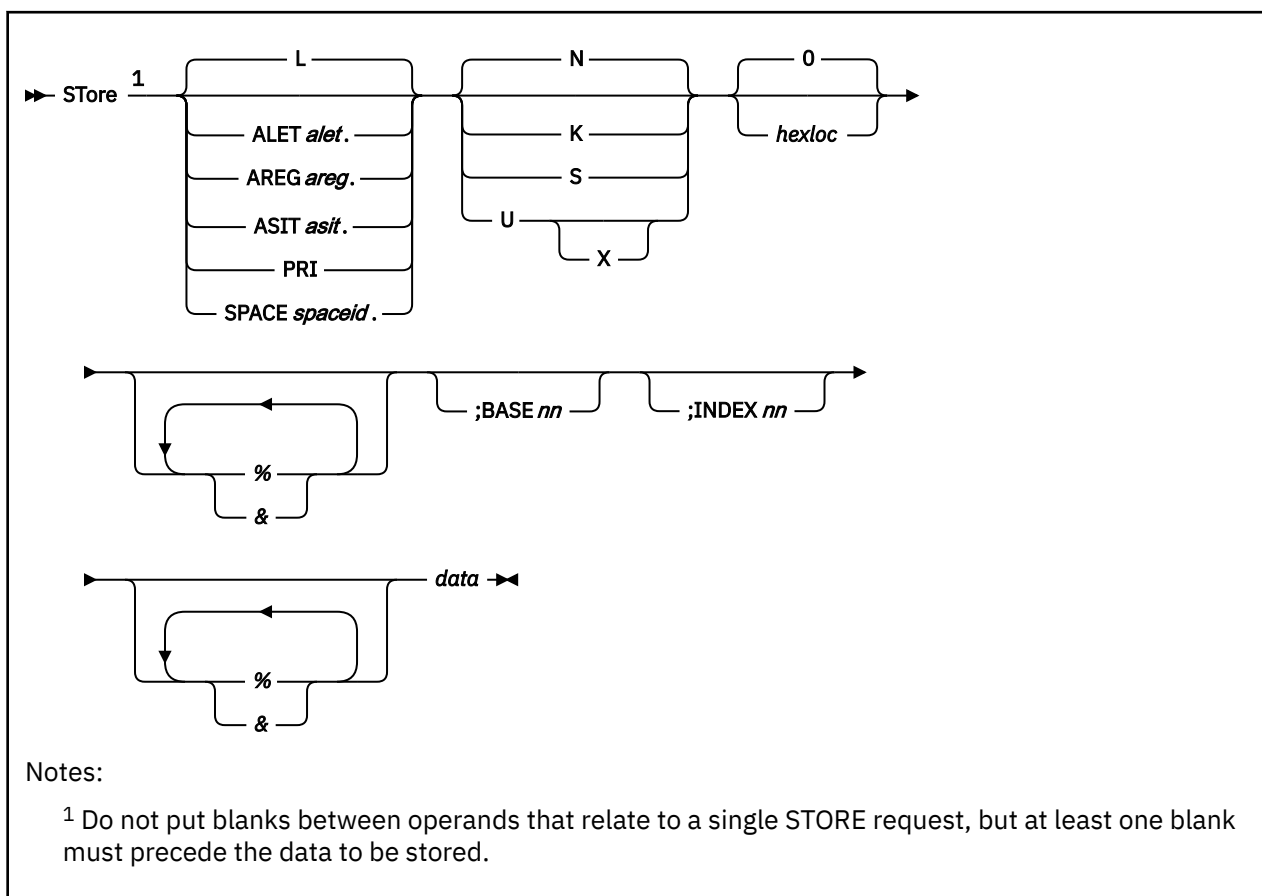 L N 0
STore 1
ALET alet. K hexloc
AREG areg. S
ASIT asit. U
PRI X
SPACE spaceid.
;BASE nn ;INDEX nn
%
&
data
%
&
Notes:
1 Do not put blanks between operands that relate to a single STORE request, but at least one blank
must precede the data to be stored.